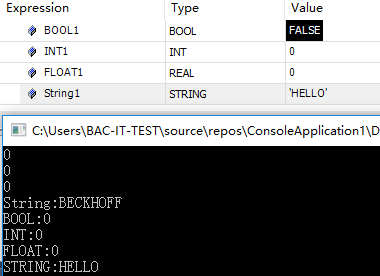 Expression Type Value
BOOL1 BOOL FALSE
INT1 INT 0
FLOAT1 REAL 0
String1 STRING 'HELLO'
C:\Users\BAC-IT-TEST\source\repos\ConsoleApplication1\D
0
0
0
String:BECKHOFF
BOOL:0
INT:0
FLOAT:0
STRING:HELLO